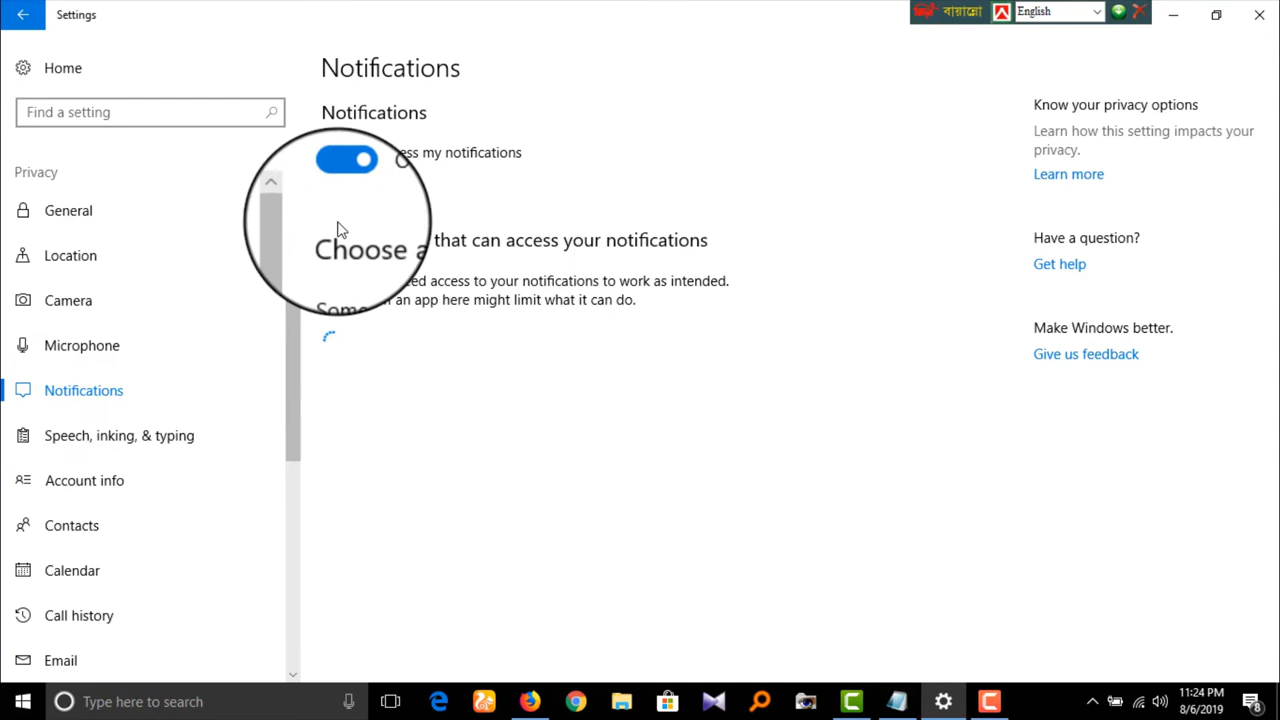 Settings
বায়ান্নো
English
Home
Find a setting
Privacy
General
Location
Camera
Microphone
Notifications
Speech, inking, & typing
Account info
Contacts
Calendar
Call history
Email
Notifications
Notifications
ess my notifications
Choose a that can access your notifications
eed access to your notifications to work as intended.
Some an app here might limit what it can do.
Know your privacy options
Learn how this setting impacts your
privacy.
Learn more
Have a question?
Get help
Make Windows better.
Give us feedback
Type here to search
11:24 PM
8/6/2019
8